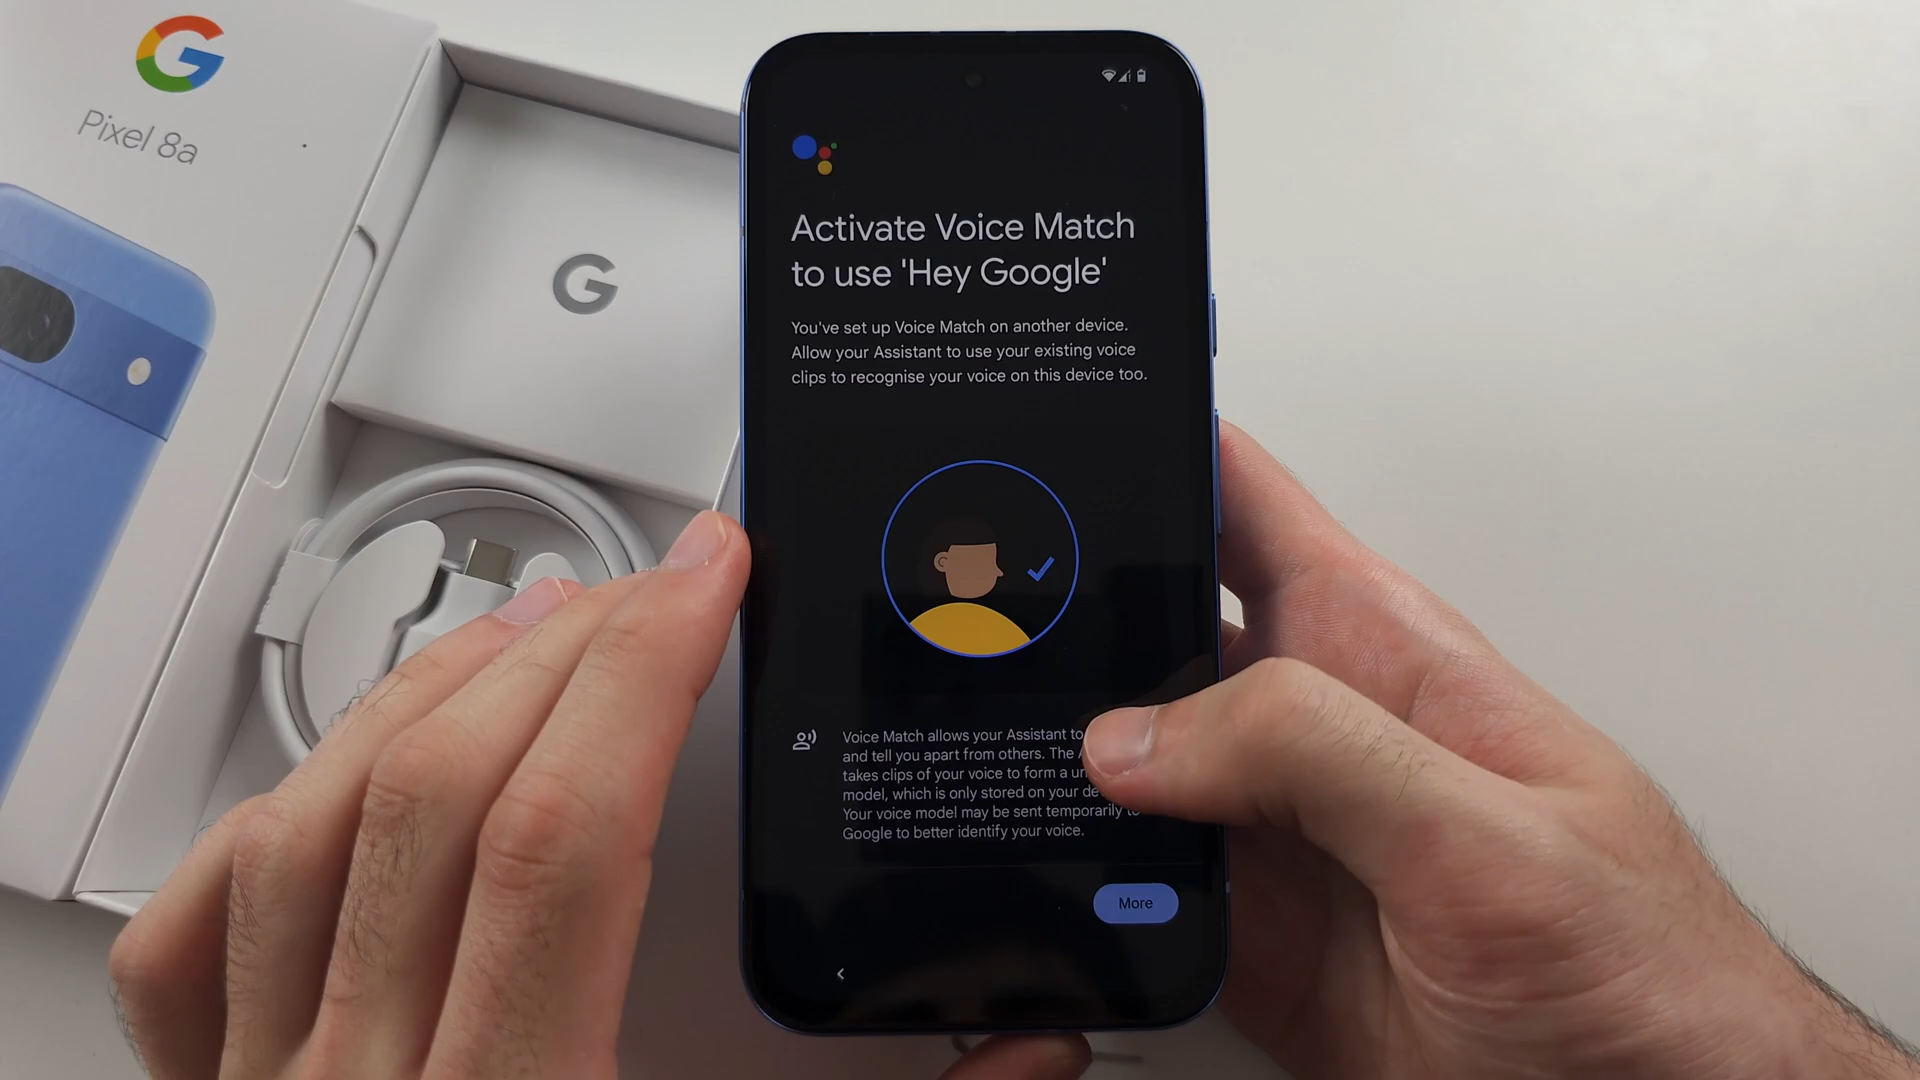 Pixel 8a
Activate Voice Match
to use 'Hey Google'
You've set up Voice Match on another device.
Allow your Assistant to use your existing voice
clips to recognise your voice on this device too.
Voice Match allows your Assistant to
and tell you apart from others. The
takes clips of your voice to form a
model, which is only stored on your
Your voice model may be sent temporarily
Google to better identify your voice.
More